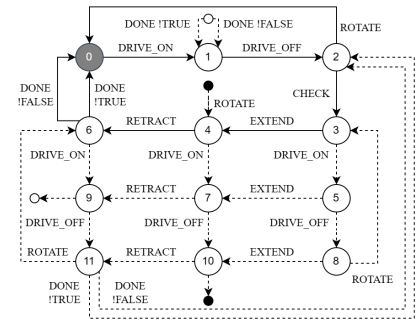 DONE !TRUE DONE !FALSE
ROTATE
0 DRIVE_ON 1 DRIVE_OFF 2
DONE
!FALSE
DONE
!TRUE
ROTATE
CHECK
6 RETRACT 4 EXTEND 3
DRIVE_ON DRIVE_ON DRIVE_ON
9 RETRACT 7 EXTEND 5
DRIVE_OFF DRIVE_OFF DRIVE_OFF
ROTATE
11 RETRACT 10 EXTEND 8
ROTATE
DONE
!TRUE
DONE
!FALSE